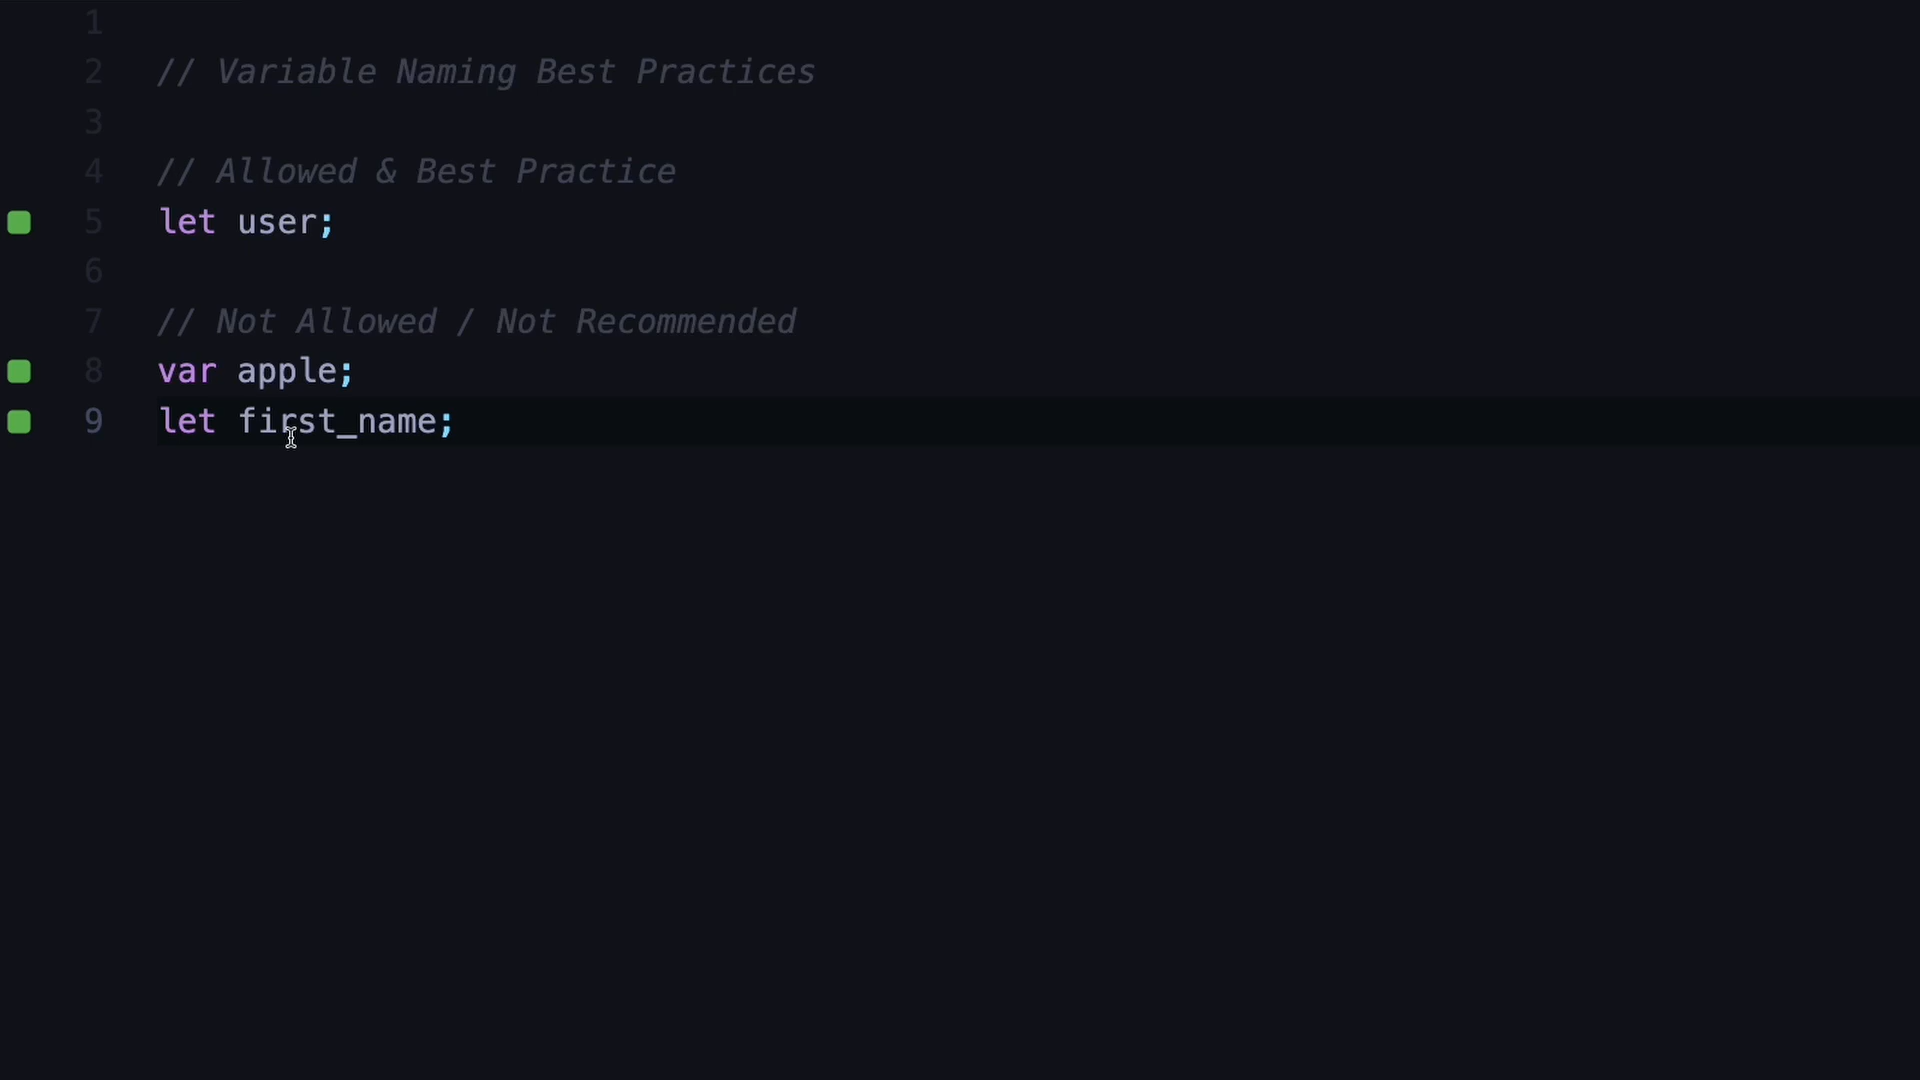 1
2 // Variable Naming Best Practices
3
4 // Allowed & Best Practice
5 let user;
6
7 // Not Allowed / Not Recommended
8 var apple;
9 let first_name;